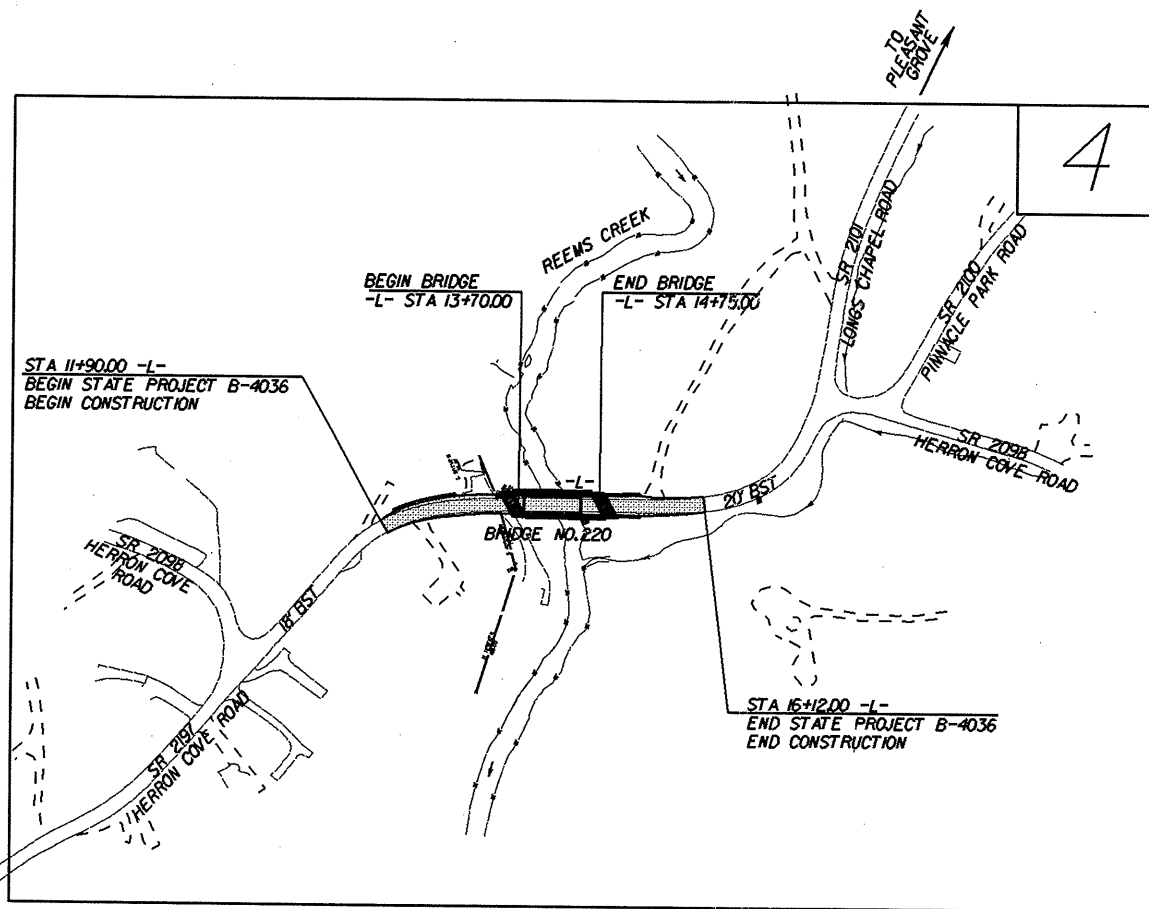 TO
PLEASANT
GROVE
4
REEMS CREEK
SR 2101
LONGS CHAPEL ROAD
SR 2100
PINNACLE PARK ROAD
BEGIN BRIDGE
-L- STA 13+70.00
END BRIDGE
-L- STA 14+75.00
STA 11+90.00 -L-
BEGIN STATE PROJECT B-4036
BEGIN CONSTRUCTION
SR 2098
HERRON COVE ROAD
-L-
20' BST
BRIDGE NO. 220
SR 2098
HERRON COVE
ROAD
18' BST
STA 16+12.00 -L-
END STATE PROJECT B-4036
END CONSTRUCTION
SR 2197
HERRON COVE ROAD